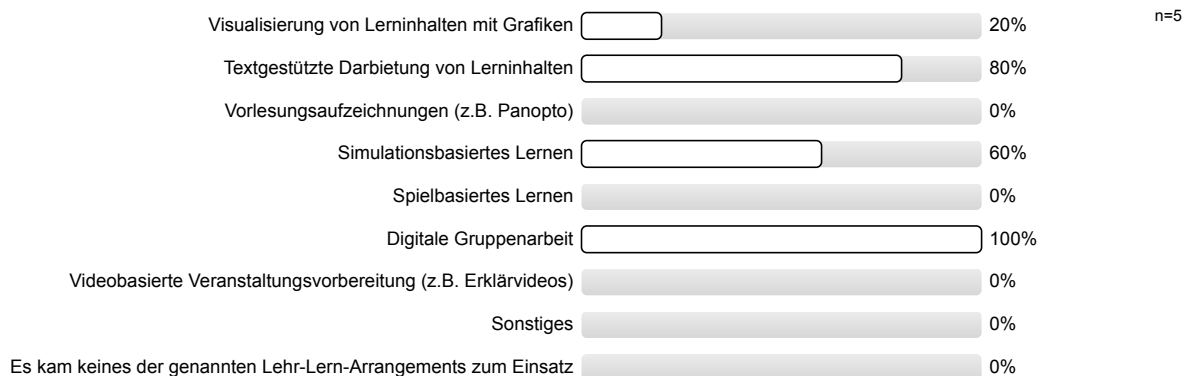 Visualisierung von Lerninhalten mit Grafiken 20% n=5
Textgestützte Darbietung von Lerninhalten 80%
Vorlesungsaufzeichnungen (z.B. Panopto) 0%
Simulationsbasiertes Lernen 60%
Spielbasiertes Lernen 0%
Digitale Gruppenarbeit 100%
Videobasierte Veranstaltungsvorbereitung (z.B. Erklärvideos) 0%
Sonstiges 0%
Es kam keines der genannten Lehr-Lern-Arrangements zum Einsatz 0%